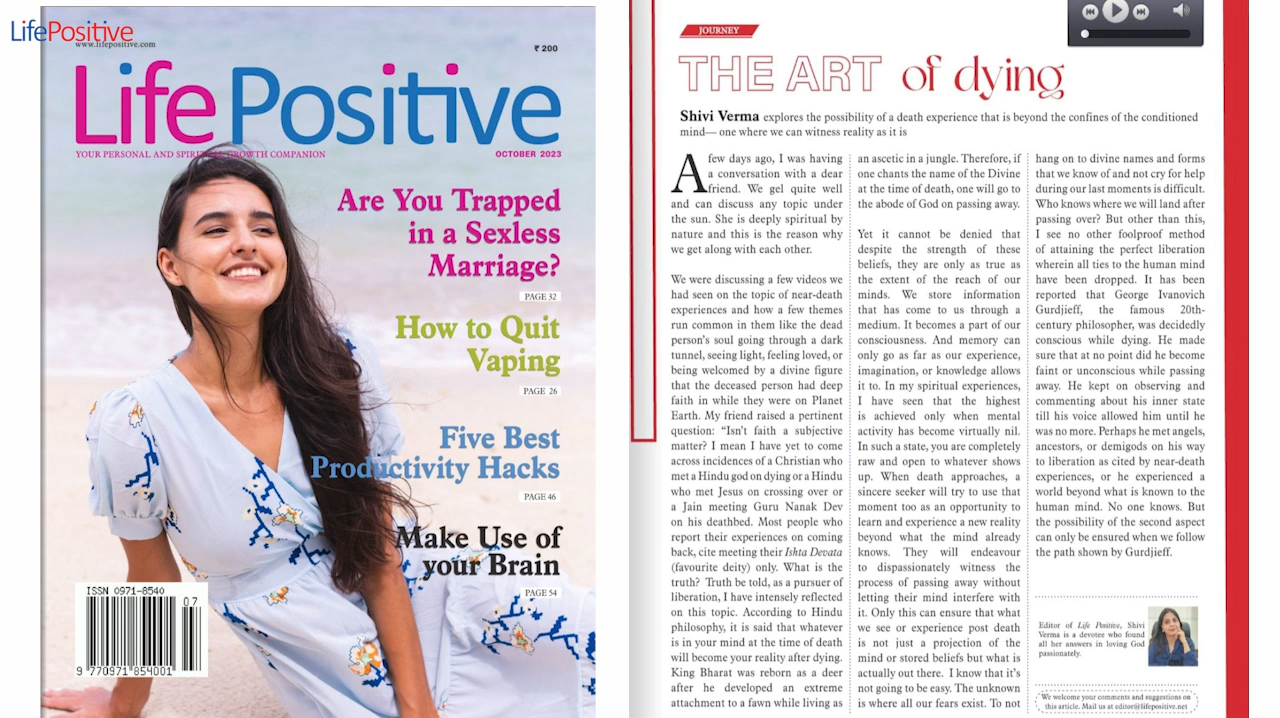 LifePositive
www.lifepositive.com
₹ 200
Life Positive
YOUR PERSONAL AND SPIRITUAL GROWTH COMPANION
OCTOBER 2023
Are You Trapped
in a Sexless
Marriage?
PAGE 32
How to Quit
Vaping
PAGE 26
Five Best
Productivity Hacks
PAGE 46
Make Use of
your Brain
PAGE 54
ISSN 0971-8540
07
9 770971 854001
JOURNEY
THE ART of dying
Shivi Verma explores the possibility of a death experience that is beyond the confines of the conditioned
mind— one where we can witness reality as it is
A few days ago, I was having
a conversation with a dear
friend. We gel quite well
and can discuss any topic under
the sun. She is deeply spiritual by
nature and this is the reason why
we get along with each other.
We were discussing a few videos we
had seen on the topic of near-death
experiences and how a few themes
run common in them like the dead
person's soul going through a dark
tunnel, seeing light, feeling loved, or
being welcomed by a divine figure
that the deceased person had deep
faith in while they were on Planet
Earth. My friend raised a pertinent
question: “Isn't faith a subjective
matter? I mean I have yet to come
across incidences of a Christian who
met a Hindu god on dying or a Hindu
who met Jesus on crossing over or
a Jain meeting Guru Nanak Dev
on his deathbed. Most people who
report their experiences on coming
back, cite meeting their Ishta Devata
(favourite deity) only. What is the
truth? Truth be told, as a pursuer of
liberation, I have intensely reflected
on this topic. According to Hindu
philosophy, it is said that whatever
is in your mind at the time of death
will become your reality after dying.
King Bharat was reborn as a deer
after he developed an extreme
attachment to a fawn while living as
an ascetic in a jungle. Therefore, if
one chants the name of the Divine
at the time of death, one will go to
the abode of God on passing away.
Yet it cannot be denied that
despite the strength of these
beliefs, they are only as true as
the extent of the reach of our
minds. We store information
that has come to us through a
medium. It becomes a part of our
consciousness. And memory can
only go as far as our experience,
imagination, or knowledge allows
it to. In my spiritual experiences,
I have seen that the highest
is achieved only when mental
activity has become virtually nil.
In such a state, you are completely
raw and open to whatever shows
up. When death approaches, a
sincere seeker will try to use that
moment too as an opportunity to
learn and experience a new reality
beyond what the mind already
knows. They will endeavour
to dispassionately witness the
process of passing away without
letting their mind interfere with
it. Only this can ensure that what
we see or experience post death
is not just a projection of the
mind or stored beliefs but what is
actually out there. I know that it's
not going to be easy. The unknown
is where all our fears exist. To not
hang on to divine names and forms
that we know of and not cry for help
during our last moments is difficult.
Who knows where we will land after
passing over? But other than this,
I see no other foolproof method
of attaining the perfect liberation
wherein all ties to the human mind
have been dropped. It has been
reported that George Ivanovich
Gurdjieff, the famous 20th-
century philosopher, was decidedly
conscious while dying. He made
sure that at no point did he become
faint or unconscious while passing
away. He kept on observing and
commenting about his inner state
till his voice allowed him until he
was no more. Perhaps he met angels,
ancestors, or demigods on his way
to liberation as cited by near-death
experiences, or he experienced a
world beyond what is known to the
human mind. No one knows. But
the possibility of the second aspect
can only be ensured when we follow
the path shown by Gurdjieff.
Editor of Life Positive, Shivi
Verma is a devotee who found
all her answers in loving God
passionately.
We welcome your comments and suggestions on
this article. Mail us at editor@lifepositive.net